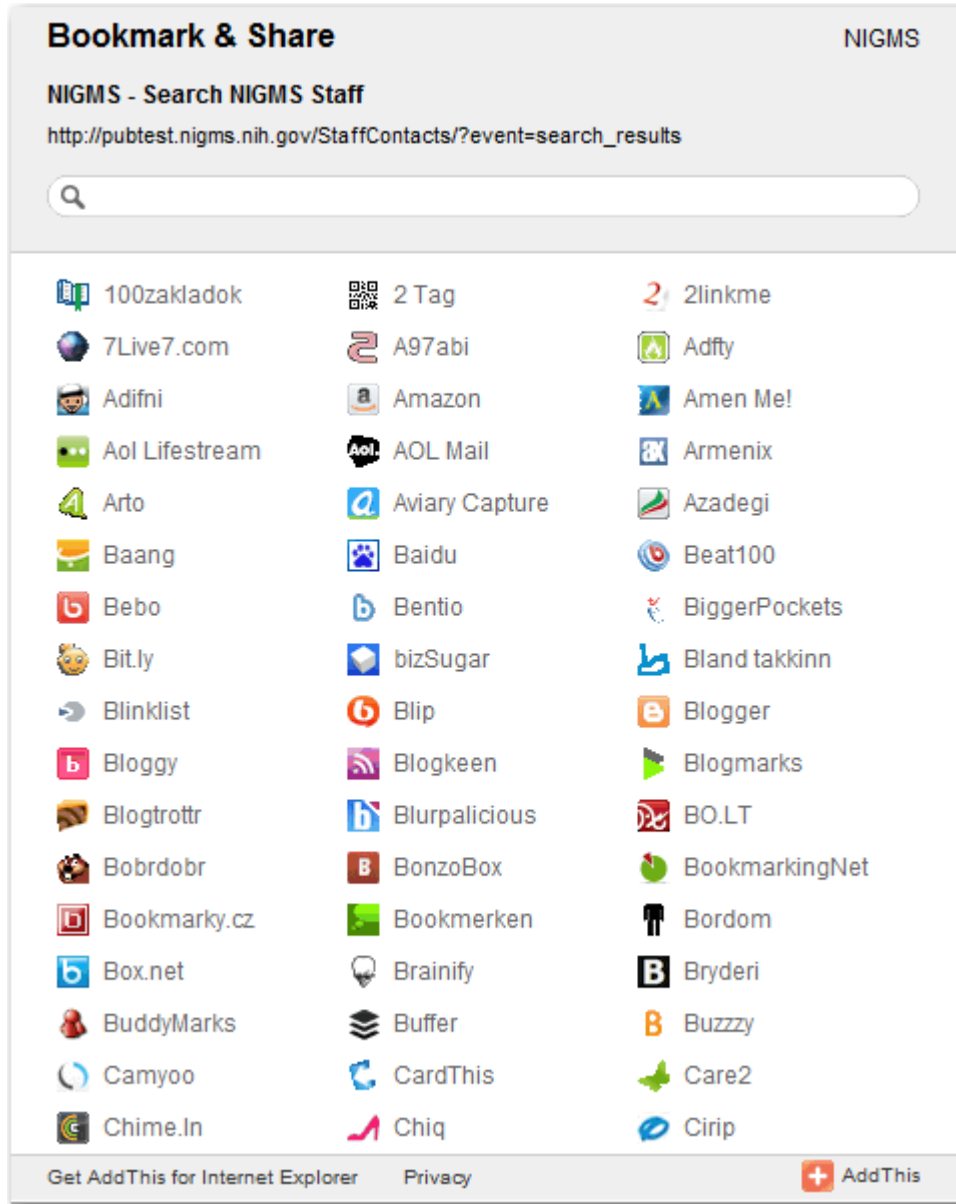 Bookmark & Share NIGMS
NIGMS - Search NIGMS Staff
http://pubtest.nigms.nih.gov/StaffContacts/?event=search_results
100zakladok 2 Tag 2linkme
7Live7.com A97abi Adfty
Adifni Amazon Amen Me!
Aol Lifestream AOL Mail Armenix
Arto Aviary Capture Azadegi
Baang Baidu Beat100
Bebo Bentio BiggerPockets
Bit.ly bizSugar Bland takkinn
Blinklist Blip Blogger
Bloggy Blogkeen Blogmarks
Blogtrottr Blurpalicious BO.LT
Bobrdobr BonzoBox BookmarkingNet
Bookmarky.cz Bookmerken Bordom
Box.net Brainify Bryderi
BuddyMarks Buffer Buzzzy
Camyoo CardThis Care2
Chime.In Chiq Cirip
Get AddThis for Internet Explorer Privacy AddThis